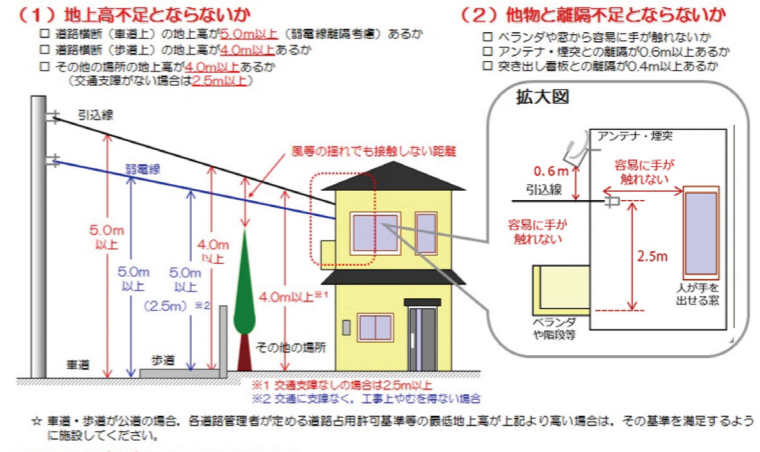 （1）地上高不足とならないか
□ 道路横断（車道上）の地上高が5.0m以上（弱電線離隔考慮）あるか
□ 道路横断（歩道上）の地上高が4.0m以上あるか
□ その他の場所の地上高が4.0m以上あるか
（交通支障がない場合は2.5m以上）
（2）他物と離隔不足とならないか
□ ベランダや窓から容易に手が触れないか
□ アンテナ・煙突との離隔が0.6m以上あるか
□ 突き出し看板との離隔が0.4m以上あるか
引込線
弱電線
風等の揺れでも接触しない距離
5.0m
以上
5.0m
以上
5.0m
以上
（2.5m）※2
4.0m
以上
4.0m以上※1
車道
歩道
その他の場所
※1 交通支障なしの場合は2.5m以上
※2 交通に支障なく，工事上やむを得ない場合
拡大図
アンテナ・煙突
0.6m
引込線
容易に手が
触れない
容易に手が
触れない
2.5m
ベランダ
や階段等
人が手を
出せる窓
☆ 車道・歩道が公道の場合，各道路管理者が定める道路占用許可基準等の最低地上高が上記より高い場合は，その基準を満足するよう
に施設してください。